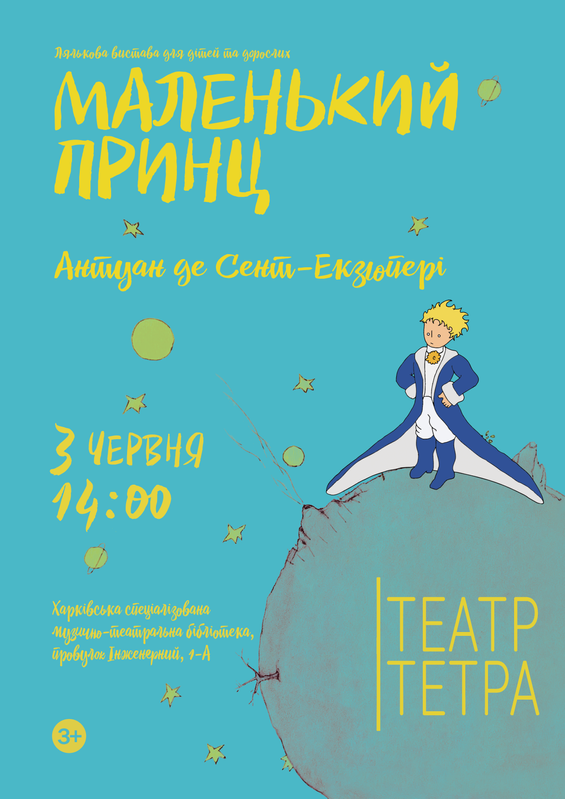 Лялькова вистава для дітей та дорослих
МАЛЕНЬКИЙ
ПРИНЦ
Антуан де Сент-Екзюпері
3 ЧЕРВНЯ
14:00
Харківська спеціалізована
музично-театральна бібліотека,
провулок Інженерний, 1-А
ТЕАТР
ТЕТРА
3+